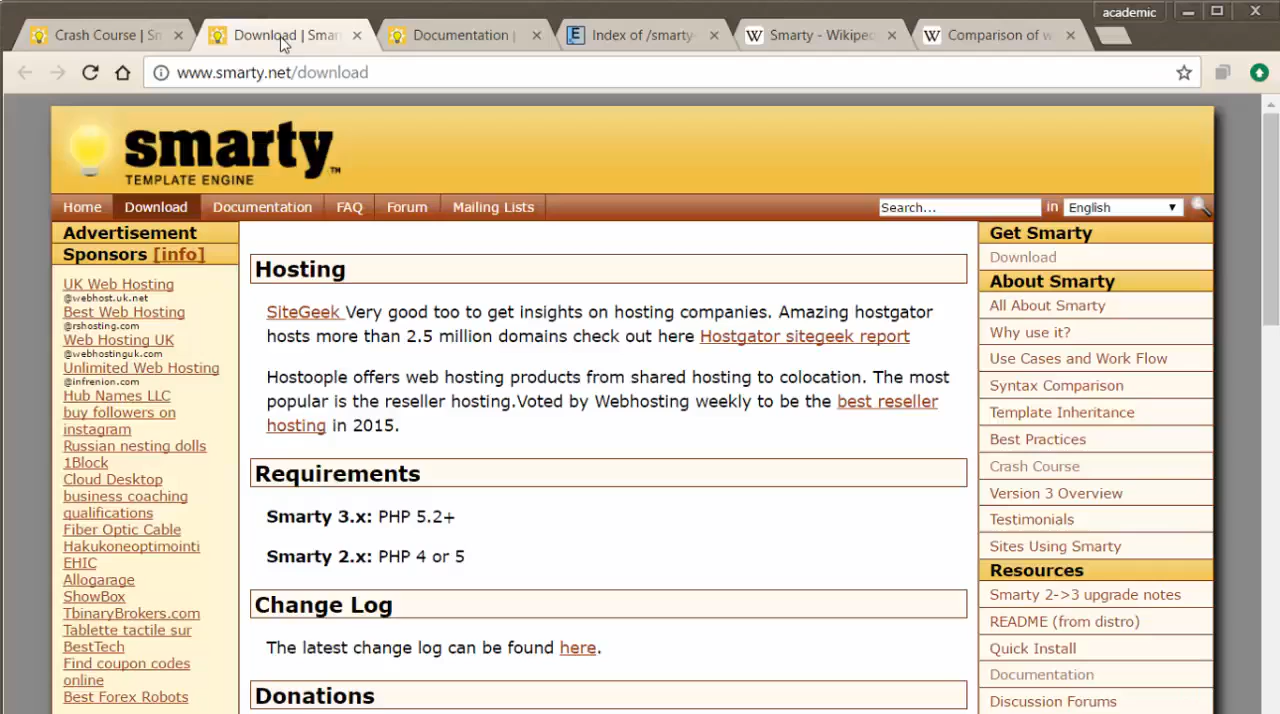 academic
Crash Course | Sm
Download | Smar
Documentation |
Index of /smarty-
Smarty - Wikiped
Comparison of w
www.smarty.net/download
smarty™
TEMPLATE ENGINE
Home Download Documentation FAQ Forum Mailing Lists
Search... in English
Advertisement
Sponsors [info]
UK Web Hosting
@webhost.uk.net
Best Web Hosting
@rshosting.com
Web Hosting UK
@webhostinguk.com
Unlimited Web Hosting
@infrenion.com
Hub Names LLC
buy followers on
instagram
Russian nesting dolls
1Block
Cloud Desktop
business coaching
qualifications
Fiber Optic Cable
Hakukoneoptimointi
EHIC
Allogarage
ShowBox
TbinaryBrokers.com
Tablette tactile sur
BestTech
Find coupon codes
online
Best Forex Robots
Hosting
SiteGeek Very good too to get insights on hosting companies. Amazing hostgator
hosts more than 2.5 million domains check out here Hostgator sitegeek report
Hostoople offers web hosting products from shared hosting to colocation. The most
popular is the reseller hosting.Voted by Webhosting weekly to be the best reseller
hosting in 2015.
Requirements
Smarty 3.x: PHP 5.2+
Smarty 2.x: PHP 4 or 5
Change Log
The latest change log can be found here.
Donations
Get Smarty
Download
About Smarty
All About Smarty
Why use it?
Use Cases and Work Flow
Syntax Comparison
Template Inheritance
Best Practices
Crash Course
Version 3 Overview
Testimonials
Sites Using Smarty
Resources
Smarty 2->3 upgrade notes
README (from distro)
Quick Install
Documentation
Discussion Forums